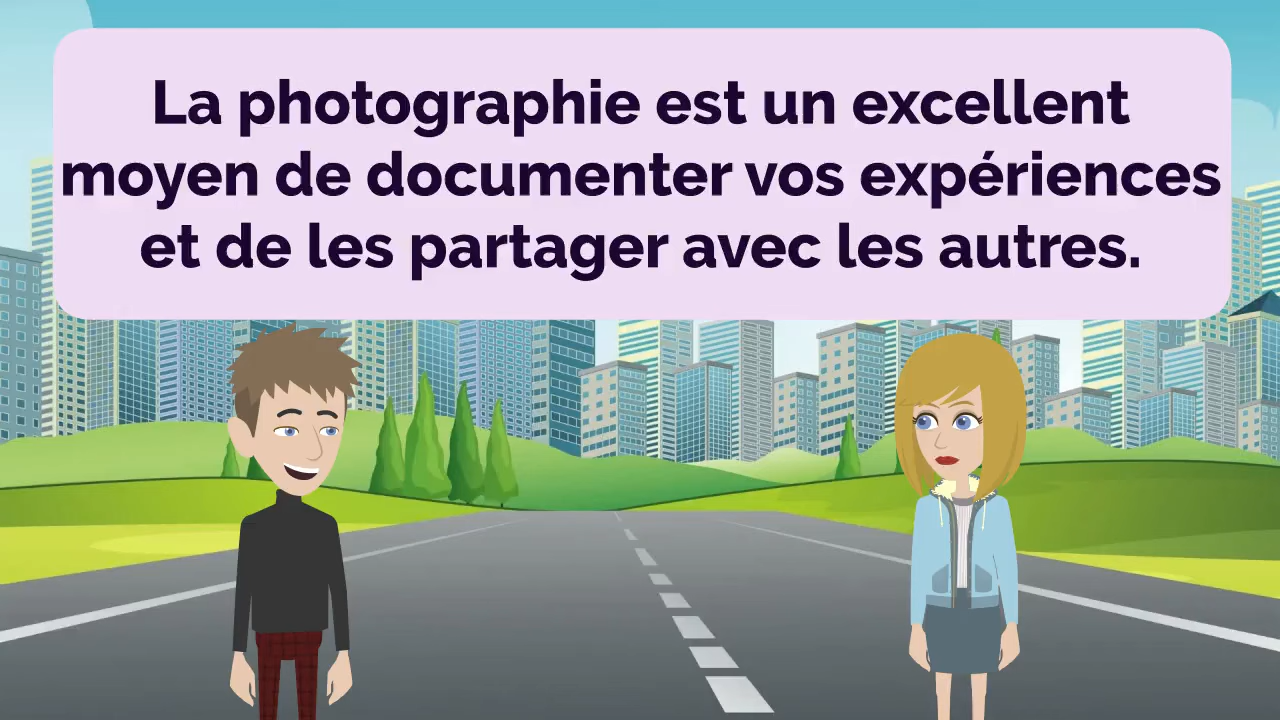 La photographie est un excellent
moyen de documenter vos expériences
et de les partager avec les autres.